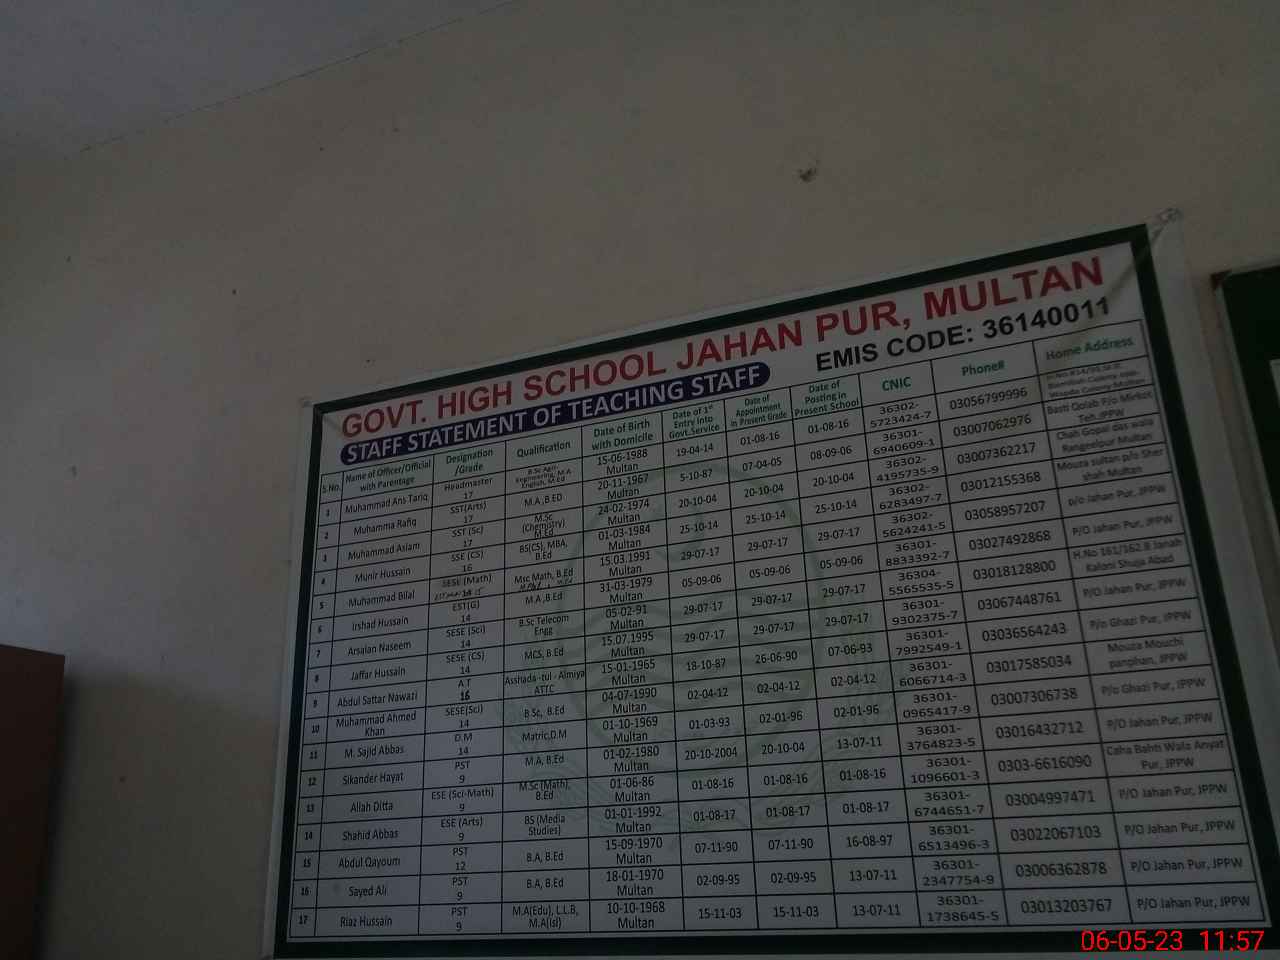 GOVT. HIGH SCHOOL JAHAN PUR, MULTAN
STAFF STATEMENT OF TEACHING STAFF EMIS CODE: 36140011
S.No. Name of Officer/Official with Parentage Designation /Grade Qualification Date of Birth with Domicile Date of 1st Entry into Govt. Service Date of Appointment in Present Grade Date of Posting in Present School CNIC Phone# Home Address
1 Muhammad Ans Tariq Headmaster 17 B.Sc Agri-Engineering, M.A English, M.Ed 15-06-1988 Multan 19-04-14 01-08-16 01-08-16 36302-5723424-7 03056799996 Wapda Colony Multan
2 Muhamma Rafiq SST(Arts) 17 M.A,B.ED 20-11-1967 Multan 5-10-87 07-04-05 08-09-06 36301-6940609-1 03007062976 Basti Qolab P/o Mirkot Teh,JPPW
3 Muhammad Aslam SST (Sc) 17 M.Sc (Chemistry) M.Ed 24-02-1974 Multan 20-10-04 20-10-04 20-10-04 36302-4195735-9 03007362217 Chah Gopal das wala Rangeelpur Multan
4 Munir Hussain SSE (CS) 16 BS(CS), MBA, B.Ed 01-03-1984 Multan 25-10-14 25-10-14 25-10-14 36302-6283497-7 03012155368 Mouza sultan p/o Sher shah Multan
5 Muhammad Bilal SESE (Math) 15 Msc Math, B.Ed 15.03.1991 Multan 29-07-17 29-07-17 29-07-17 36302-5624241-5 03058957207 p/o Jahan Pur, JPPW
6 Irshad Hussain EST(G) 14 M.A ,B.Ed 31-03-1979 Multan 05-09-06 05-09-06 05-09-06 36301-8833392-7 03027492868 P/O Jahan Pur, JPPW
7 Arsalan Naseem SESE (Sci) 14 B.Sc Telecom Engg 05-02-91 Multan 29-07-17 29-07-17 29-07-17 36304-5565535-5 03018128800 H.No 161/162 B Janah Kaloni Shuja Abad
8 Jaffar Hussain SESE (CS) 14 MCS, B.Ed 15.07.1995 Multan 29-07-17 29-07-17 29-07-17 36301-9302375-7 03067448761 P/O Jahan Pur, JPPW
9 Abdul Sattar Nawazi A T 16 Asshada -tul - Almiya ATTC 15-01-1965 Multan 18-10-87 26-06-90 07-06-93 36301-7992549-1 03036564243 P/o Ghazi Pur, JPPW
10 Muhammad Ahmed Khan SESE(Sci) 14 B Sc, B.Ed 04-07-1990 Multan 02-04-12 02-04-12 02-04-12 36301-6066714-3 03017585034 Mouza Mouchi panphan, JPPW
11 M. Sajid Abbas D.M 14 Matric,D.M 01-10-1969 Multan 01-03-93 02-01-96 02-01-96 36301-0965417-9 03007306738 P/o Ghazi Pur, JPPW
12 Sikander Hayat PST 9 M.A, B.Ed 01-02-1980 Multan 20-10-2004 20-10-04 13-07-11 36301-3764823-5 03016432712 P/O Jahan Pur, JPPW
13 Allah Ditta ESE (Sci-Math) 9 M.Sc (Math), B.Ed 01-06-86 Multan 01-08-16 01-08-16 01-08-16 36301-1096601-3 0303-6616090 Caha Bahti Wala Anyat Pur, JPPW
14 Shahid Abbas ESE (Arts) 9 BS (Media Studies) 01-01-1992 Multan 01-08-17 01-08-17 01-08-17 36301-6744651-7 03004997471 P/O Jahan Pur, JPPW
15 Abdul Qayoum PST 12 B.A, B.Ed 15-09-1970 Multan 07-11-90 07-11-90 16-08-97 36301-6513496-3 03022067103 P/O Jahan Pur, JPPW
16 Sayed Ali PST 9 B.A, B.Ed 18-01-1970 Multan 02-09-95 02-09-95 13-07-11 36301-2347754-9 03006362878 P/O Jahan Pur, JPPW
17 Riaz Hussain PST 9 M.A(Edu), L.L.B, M.A(Isl) 10-10-1968 Multan 15-11-03 15-11-03 13-07-11 36301-1738645-5 03013203767 P/O Jahan Pur, JPPW
06-05-23 11:57